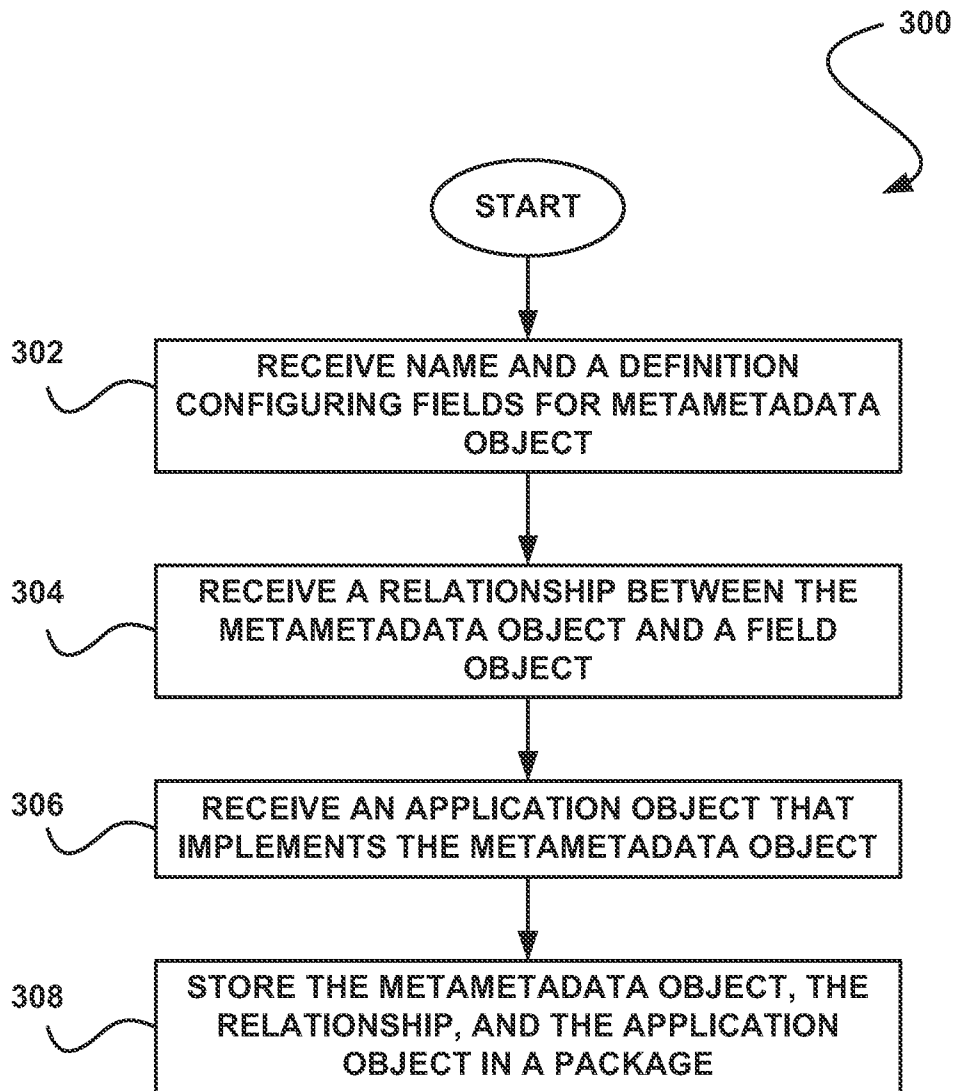 300
START
302
RECEIVE NAME AND A DEFINITION
CONFIGURING FIELDS FOR METAMETADATA
OBJECT
304
RECEIVE A RELATIONSHIP BETWEEN THE
METAMETADATA OBJECT AND A FIELD
OBJECT
306
RECEIVE AN APPLICATION OBJECT THAT
IMPLEMENTS THE METAMETADATA OBJECT
308
STORE THE METAMETADATA OBJECT, THE
RELATIONSHIP, AND THE APPLICATION
OBJECT IN A PACKAGE